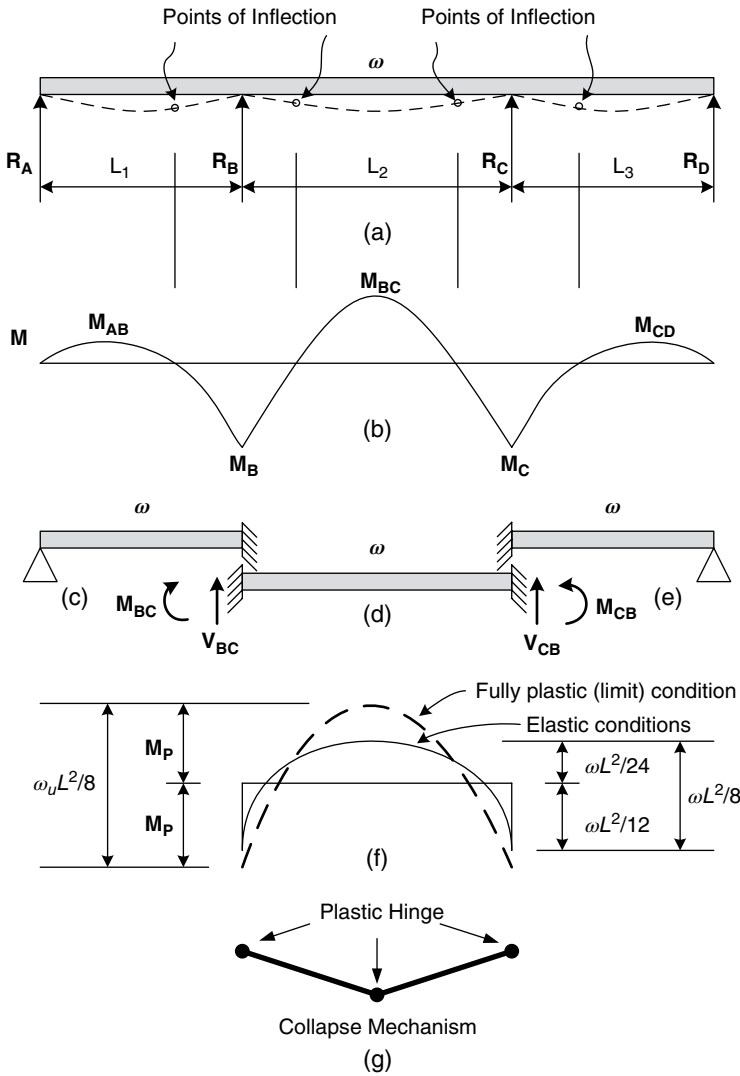 Points of Inflection Points of Inflection
ω
R_A L_1 R_B L_2 R_C L_3 R_D
(a)
M_BC
M_AB M_CD
M
(b)
M_B M_C
ω ω
ω
(c) (d) (e)
M_BC M_CB
V_BC V_CB
Fully plastic (limit) condition
Elastic conditions
M_P
ω_uL^2/8
M_P
ωL^2/24
ωL^2/8
ωL^2/12
(f)
Plastic Hinge
Collapse Mechanism
(g)